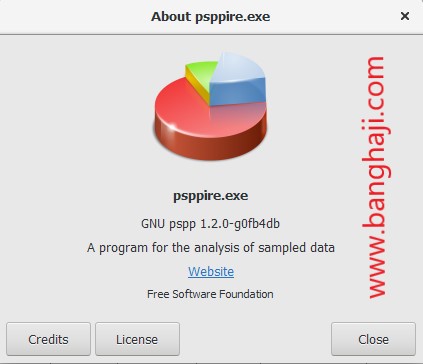 About psppire.exe
psppire.exe
GNU pspp 1.2.0-g0fb4db
A program for the analysis of sampled data
Website
Free Software Foundation
Credits
License
Close
www.banghaji.com